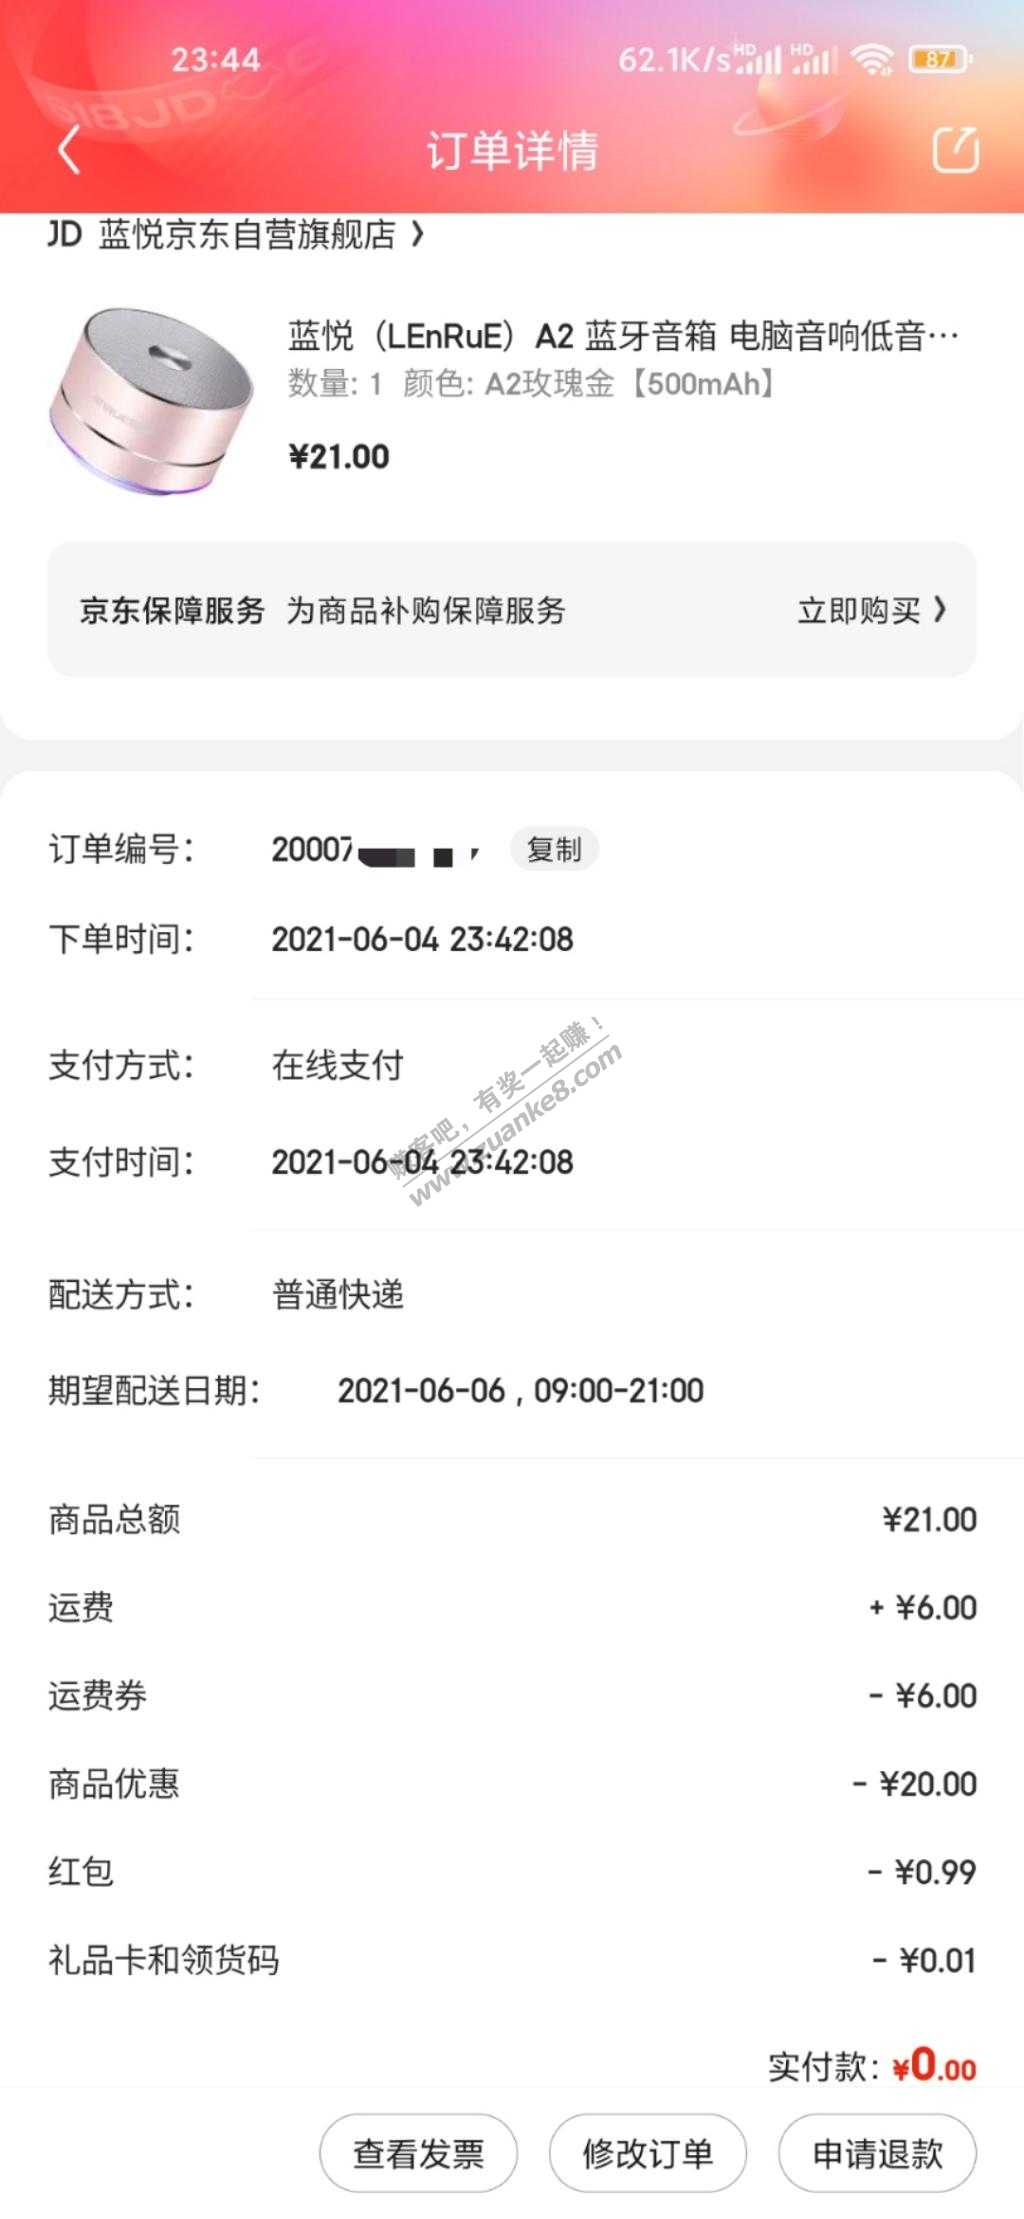 23:44 62.1K/s HD HD 87
618JD
订单详情
JD 蓝悦京东自营旗舰店
蓝悦（LEnRuE）A2 蓝牙音箱 电脑音响低音…
数量: 1 颜色: A2玫瑰金【500mAh】
¥21.00
京东保障服务 为商品补购保障服务 立即购买
订单编号： 20007 复制
下单时间： 2021-06-04 23:42:08
支付方式： 在线支付
赚客吧，有奖一起赚！
www.zuanke8.com
支付时间： 2021-06-04 23:42:08
配送方式： 普通快递
期望配送日期： 2021-06-06 , 09:00-21:00
商品总额 ¥21.00
运费 + ¥6.00
运费券 - ¥6.00
商品优惠 - ¥20.00
红包 - ¥0.99
礼品卡和领货码 - ¥0.01
实付款：¥0.00
查看发票 修改订单 申请退款